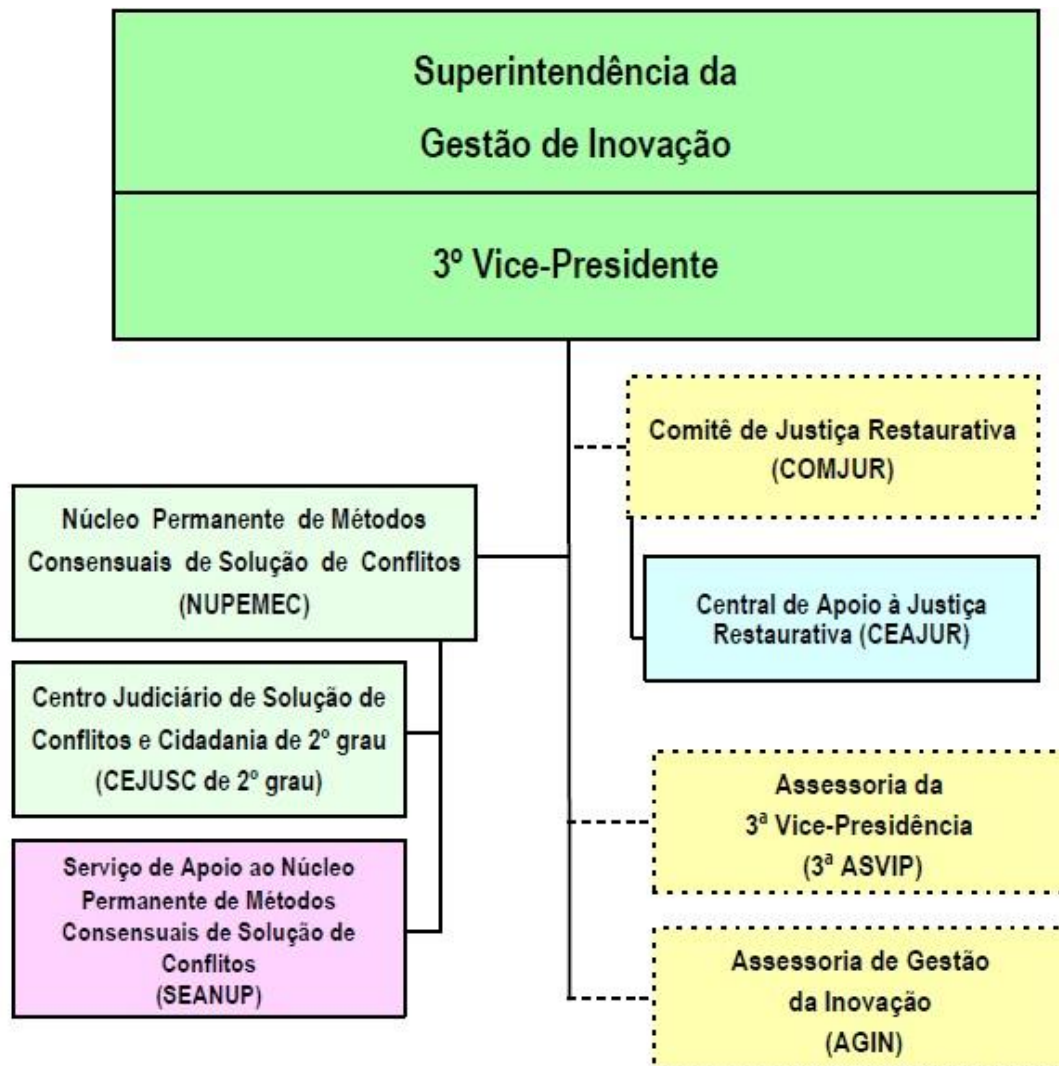 Superintendência da
Gestão de Inovação
3º Vice-Presidente
Comitê de Justiça Restaurativa
(COMJUR)
Central de Apoio à Justiça
Restaurativa (CEAJUR)
Núcleo Permanente de Métodos
Consensuais de Solução de Conflitos
(NUPEMEC)
Centro Judiciário de Solução de
Conflitos e Cidadania de 2º grau
(CEJUSC de 2º grau)
Serviço de Apoio ao Núcleo
Permanente de Métodos
Consensuais de Solução de
Conflitos
(SEANUP)
Assessoria da
3ª Vice-Presidência
(3ª ASVIP)
Assessoria de Gestão
da Inovação
(AGIN)